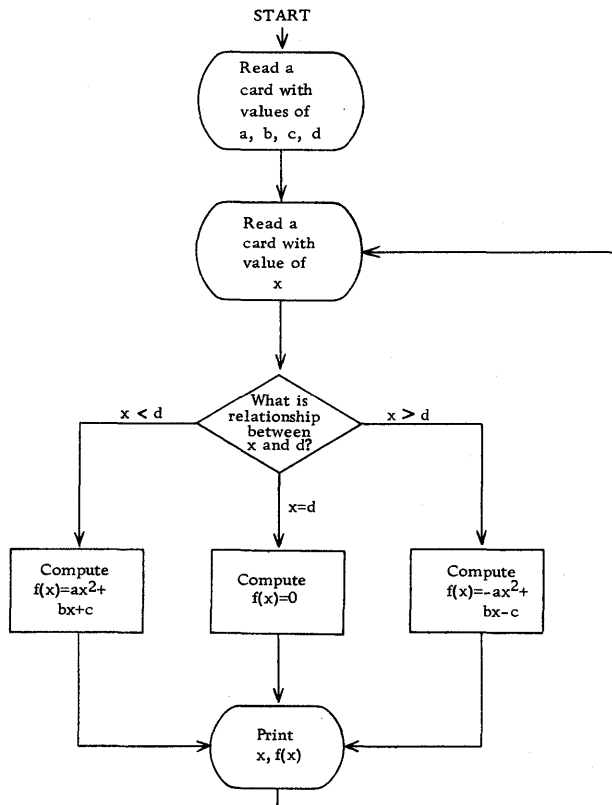 START
Read a
card with
values of
a, b, c, d
Read a
card with
value of
x
What is
relationship
between
x and d?
x < d
x > d
x=d
Compute
f(x)=ax²+
bx+c
Compute
f(x)=0
Compute
f(x)=-ax²+
bx-c
Print
x, f(x)